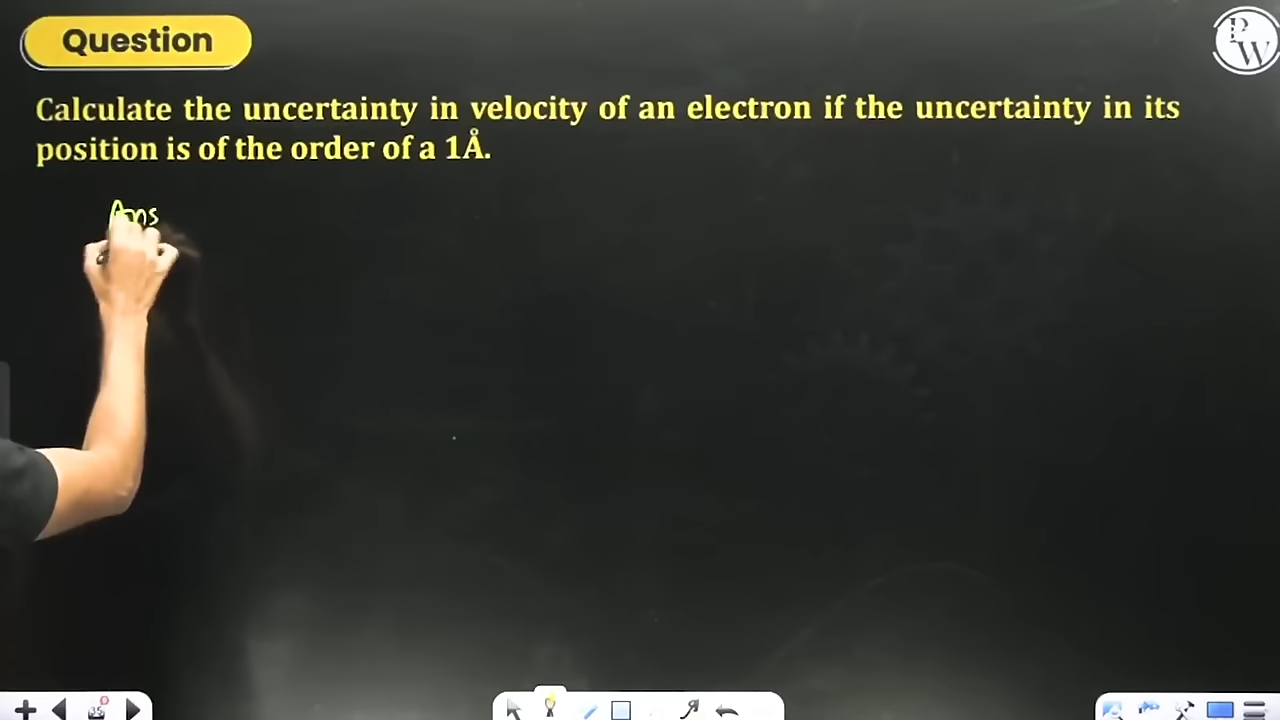 Question
PW
Calculate the uncertainty in velocity of an electron if the uncertainty in its
position is of the order of a 1Å.
Ans